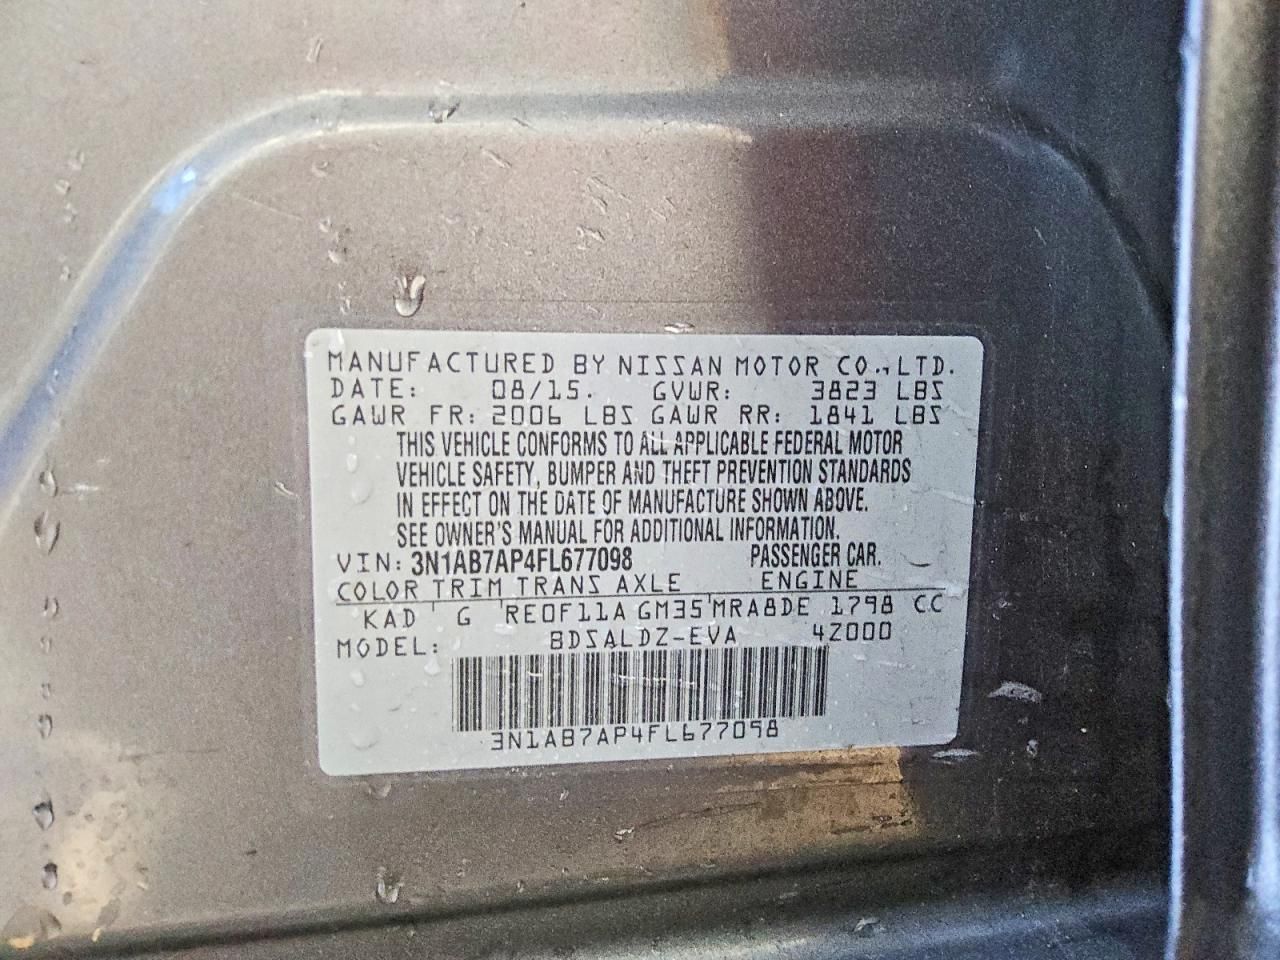 MANUFACTURED BY NISSAN MOTOR CO., LTD.
DATE: 08/15. GVWR: 3823 LBS
GAWR FR: 2006 LBS GAWR RR: 1841 LBS
THIS VEHICLE CONFORMS TO ALL APPLICABLE FEDERAL MOTOR
VEHICLE SAFETY, BUMPER AND THEFT PREVENTION STANDARDS
IN EFFECT ON THE DATE OF MANUFACTURE SHOWN ABOVE.
SEE OWNER'S MANUAL FOR ADDITIONAL INFORMATION.
VIN: 3N1AB7AP4FL677098 PASSENGER CAR.
COLOR TRIM TRANS AXLE ENGINE
KAD G RE0F11A GM35 MRA8DE 1798 CC
MODEL: BDSALDZ-EVA 42000
3N1AB7AP4FL677098